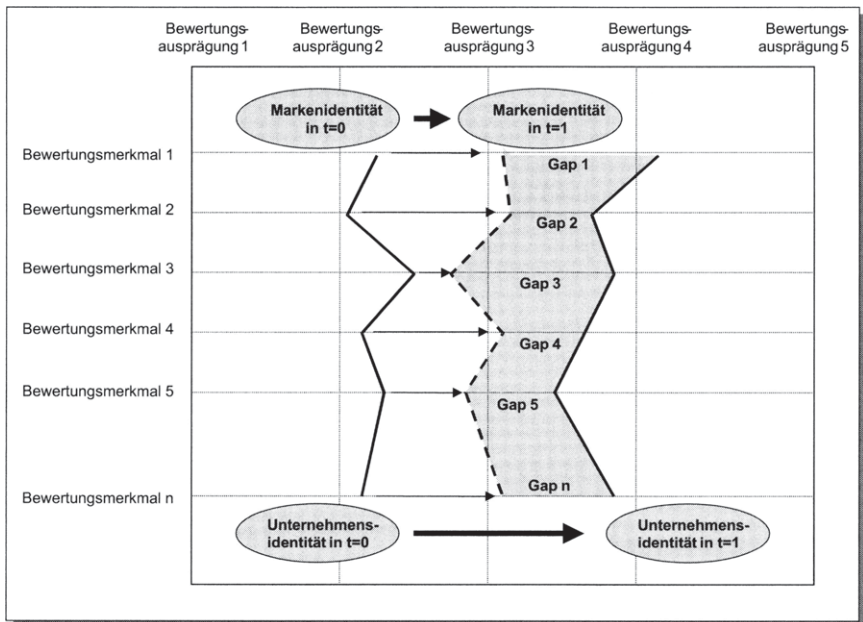 Bewertungs- Bewertungs- Bewertungs- Bewertungs- Bewertungs-
ausprägung 1 ausprägung 2 ausprägung 3 ausprägung 4 ausprägung 5
Markenidentität
in t=0
Markenidentität
in t=1
Bewertungsmerkmal 1
Gap 1
Bewertungsmerkmal 2
Gap 2
Bewertungsmerkmal 3
Gap 3
Bewertungsmerkmal 4
Gap 4
Bewertungsmerkmal 5
Gap 5
Gap n
Bewertungsmerkmal n
Unternehmens-
identität in t=0
Unternehmens-
identität in t=1